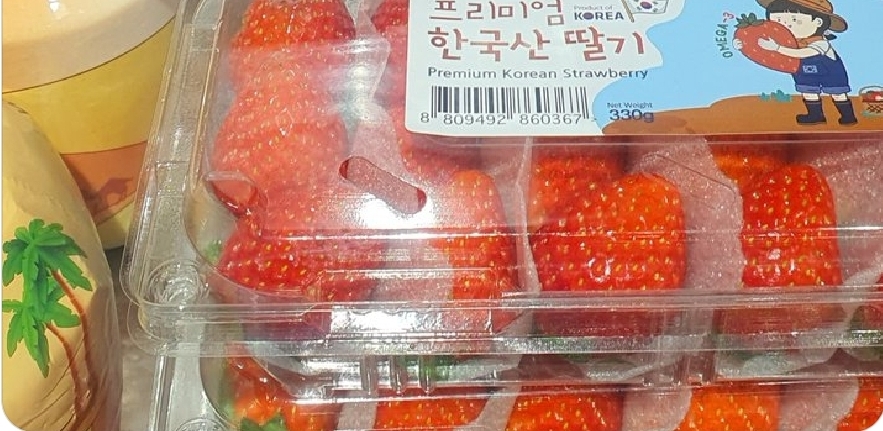 프리미엄 Product of KOREA
한국산 딸기
Premium Korean Strawberry
8 809492 860367
Net Weight
330g
OMEGA-3